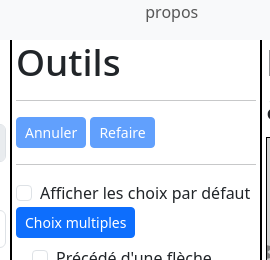 propos
Outils
Annuler Refaire
Afficher les choix par défaut
Choix multiples
Précédé d'une flèche